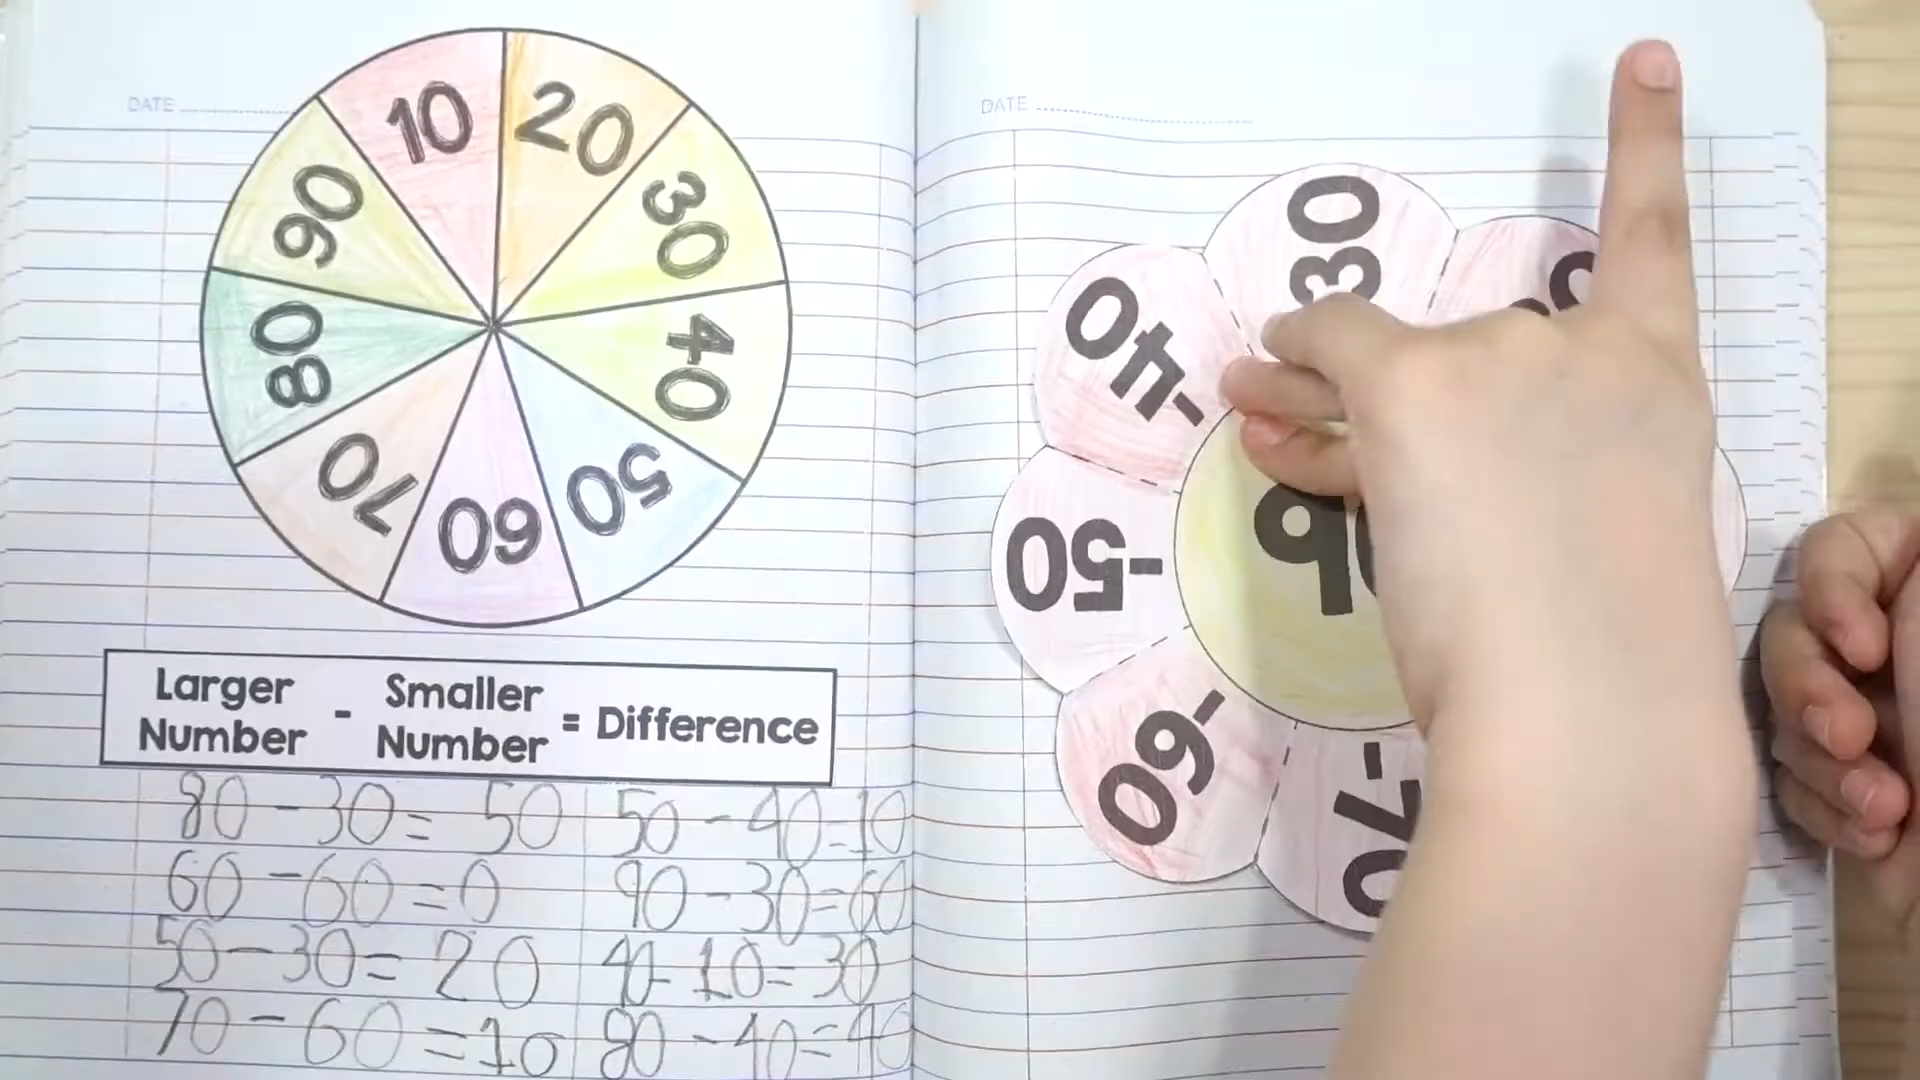 DATE
10
20
30
40
50
60
70
80
90
Larger Number - Smaller Number = Difference
80 - 30 = 50
60 - 60 = 0
50 - 30 = 20
70 - 60 = 10
50 - 40 = 10
90 - 30 = 60
40 - 10 = 30
80 - 40 = 40
DATE
30
-40
-50
-60
-70